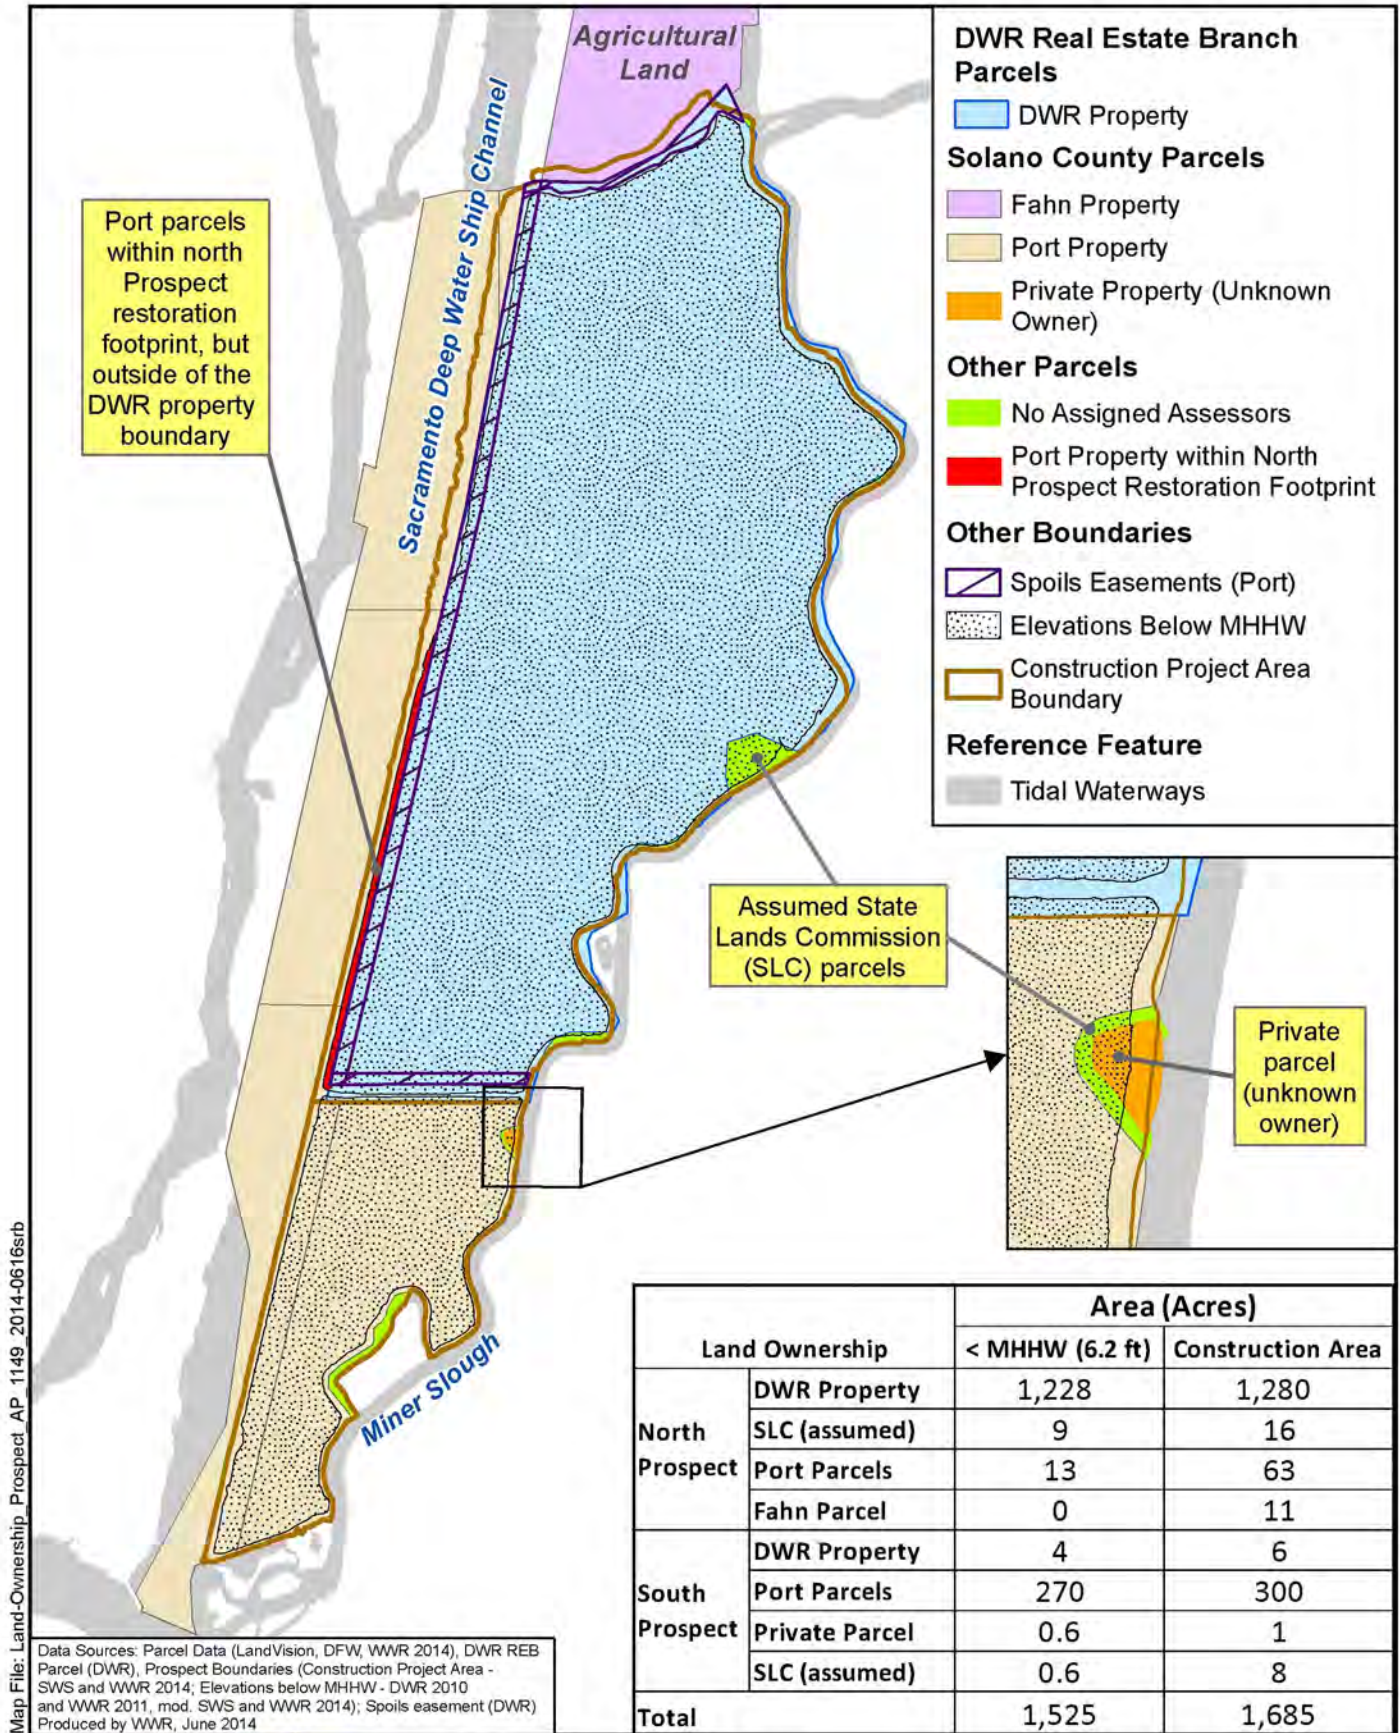 Agricultural
Land
Sacramento Deep Water Ship Channel
Port parcels
within north
Prospect
restoration
footprint, but
outside of the
DWR property
boundary
DWR Real Estate Branch
Parcels
DWR Property
Solano County Parcels
Fahn Property
Port Property
Private Property (Unknown
Owner)
Other Parcels
No Assigned Assessors
Port Property within North
Prospect Restoration Footprint
Other Boundaries
Spoils Easements (Port)
Elevations Below MHHW
Construction Project Area
Boundary
Reference Feature
Tidal Waterways
Assumed State
Lands Commission
(SLC) parcels
Private
parcel
(unknown
owner)
Miner Slough
Area (Acres)
Land Ownership < MHHW (6.2 ft) Construction Area
North Prospect
DWR Property 1,228 1,280
SLC (assumed) 9 16
Port Parcels 13 63
Fahn Parcel 0 11
South Prospect
DWR Property 4 6
Port Parcels 270 300
Private Parcel 0.6 1
SLC (assumed) 0.6 8
Total 1,525 1,685
Data Sources: Parcel Data (LandVision, DFW, WWR 2014), DWR REB
Parcel (DWR), Prospect Boundaries (Construction Project Area -
SWS and WWR 2014; Elevations below MHHW - DWR 2010
and WWR 2011, mod. SWS and WWR 2014); Spoils easement (DWR)
Produced by WWR, June 2014
Map File: Land-Ownership_Prospect_AP_1149_2014-0616srb